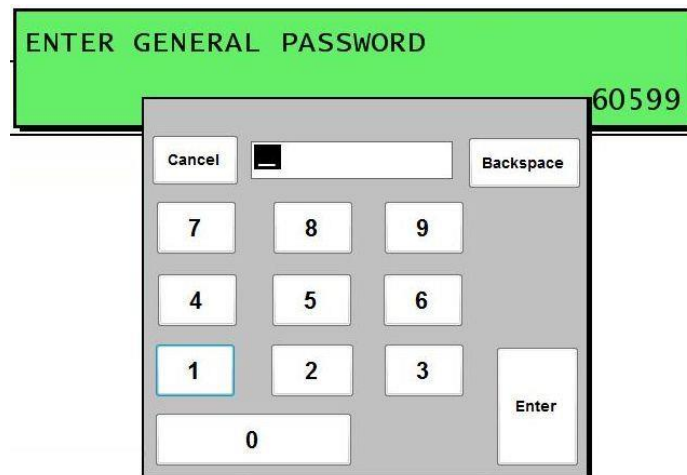 ENTER GENERAL PASSWORD
60599
Cancel
Backspace
7 8 9
4 5 6
1 2 3
Enter
0